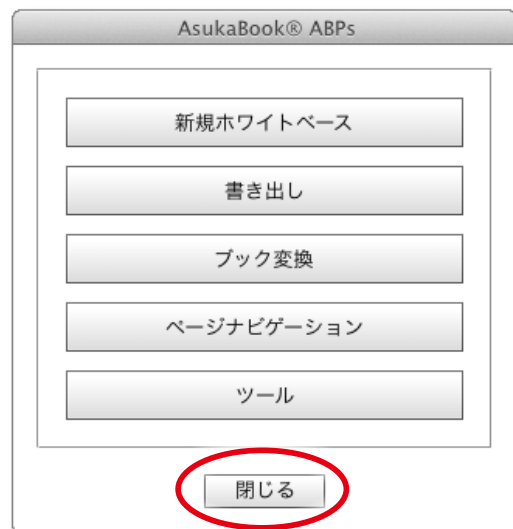 AsukaBook® ABPs
新規ホワイトベース
書き出し
ブック変換
ページナビゲーション
ツール
閉じる